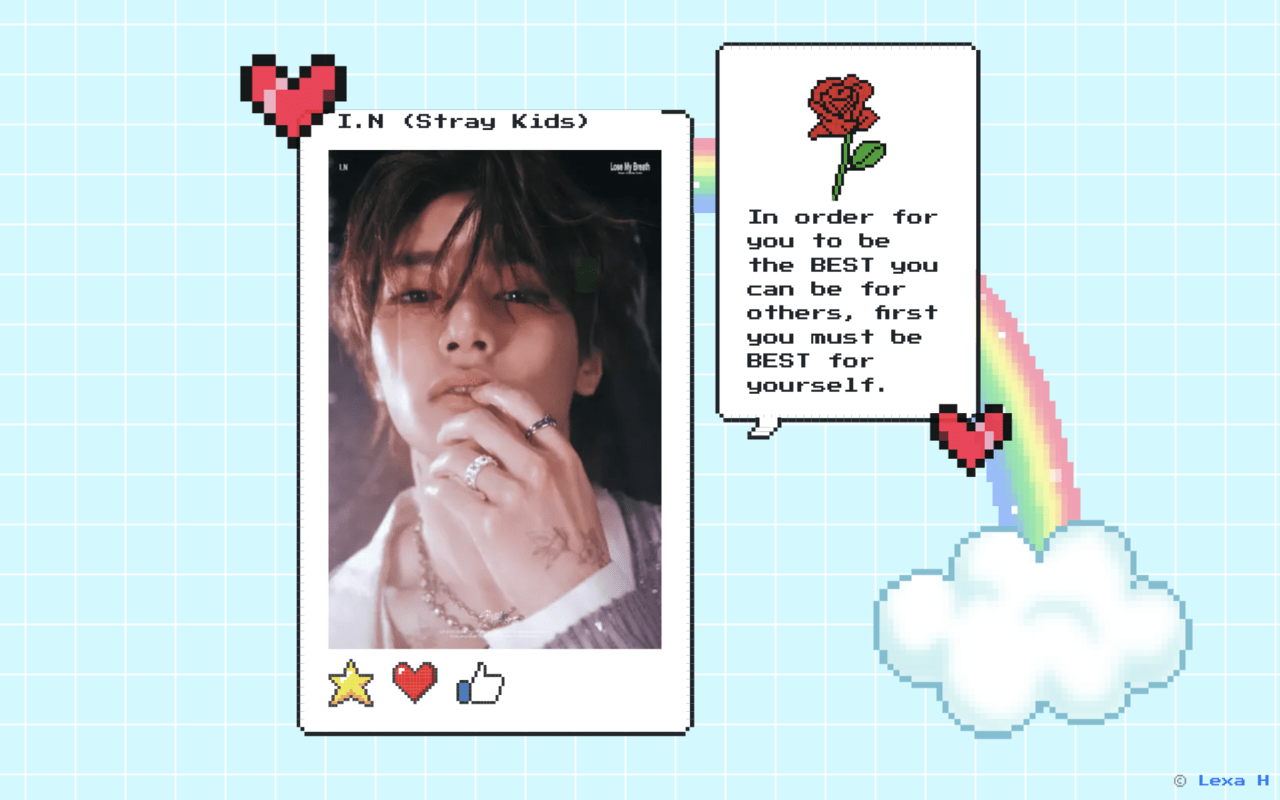 I.N (Stray Kids)
I.N
Lose My Breath
In order for
you to be
the BEST you
can be for
others, first
you must be
BEST for
yourself.
© Lexa H